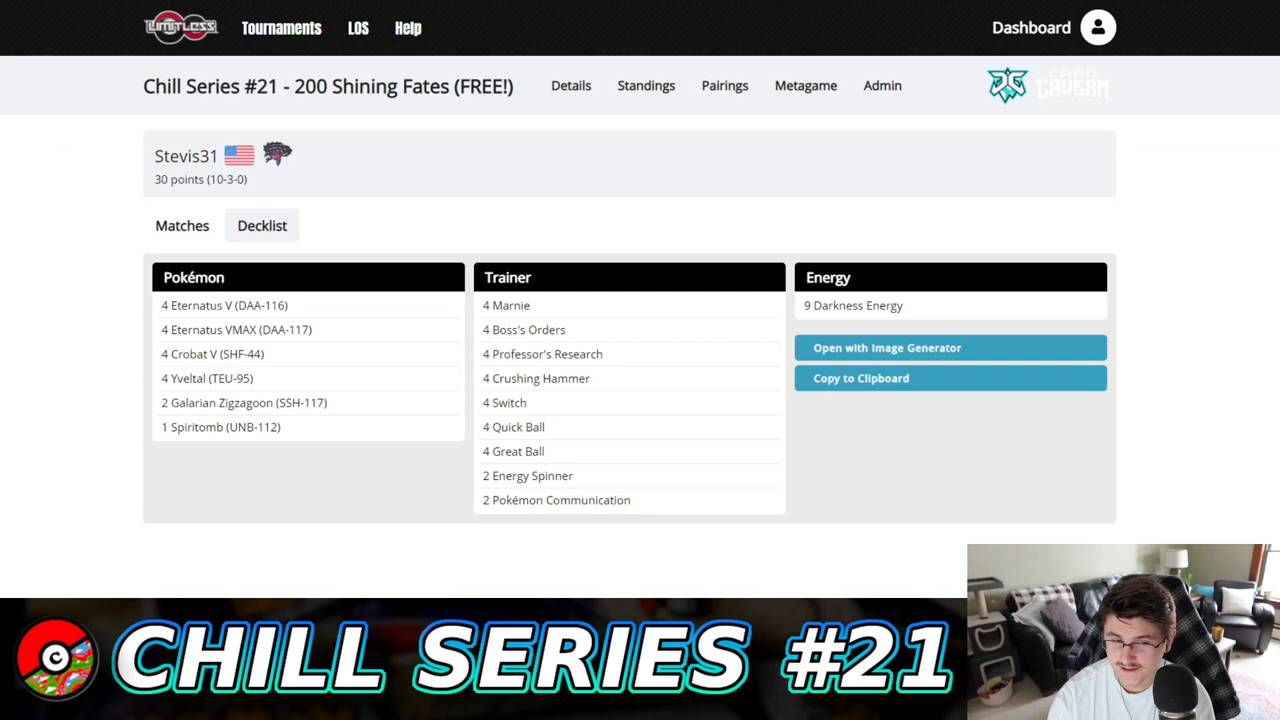 LIMITLESS Tournaments LOS Help Dashboard
Chill Series #21 - 200 Shining Fates (FREE!) Details Standings Pairings Metagame Admin CARD CAVERN
Stevis31
30 points (10-3-0)
Matches Decklist
Pokémon
4 Eternatus V (DAA-116)
4 Eternatus VMAX (DAA-117)
4 Crobat V (SHF-44)
4 Yveltal (TEU-95)
2 Galarian Zigzagoon (SSH-117)
1 Spiritomb (UNB-112)
Trainer
4 Marnie
4 Boss's Orders
4 Professor's Research
4 Crushing Hammer
4 Switch
4 Quick Ball
4 Great Ball
2 Energy Spinner
2 Pokémon Communication
Energy
9 Darkness Energy
Open with Image Generator
Copy to Clipboard
CHILL SERIES #21